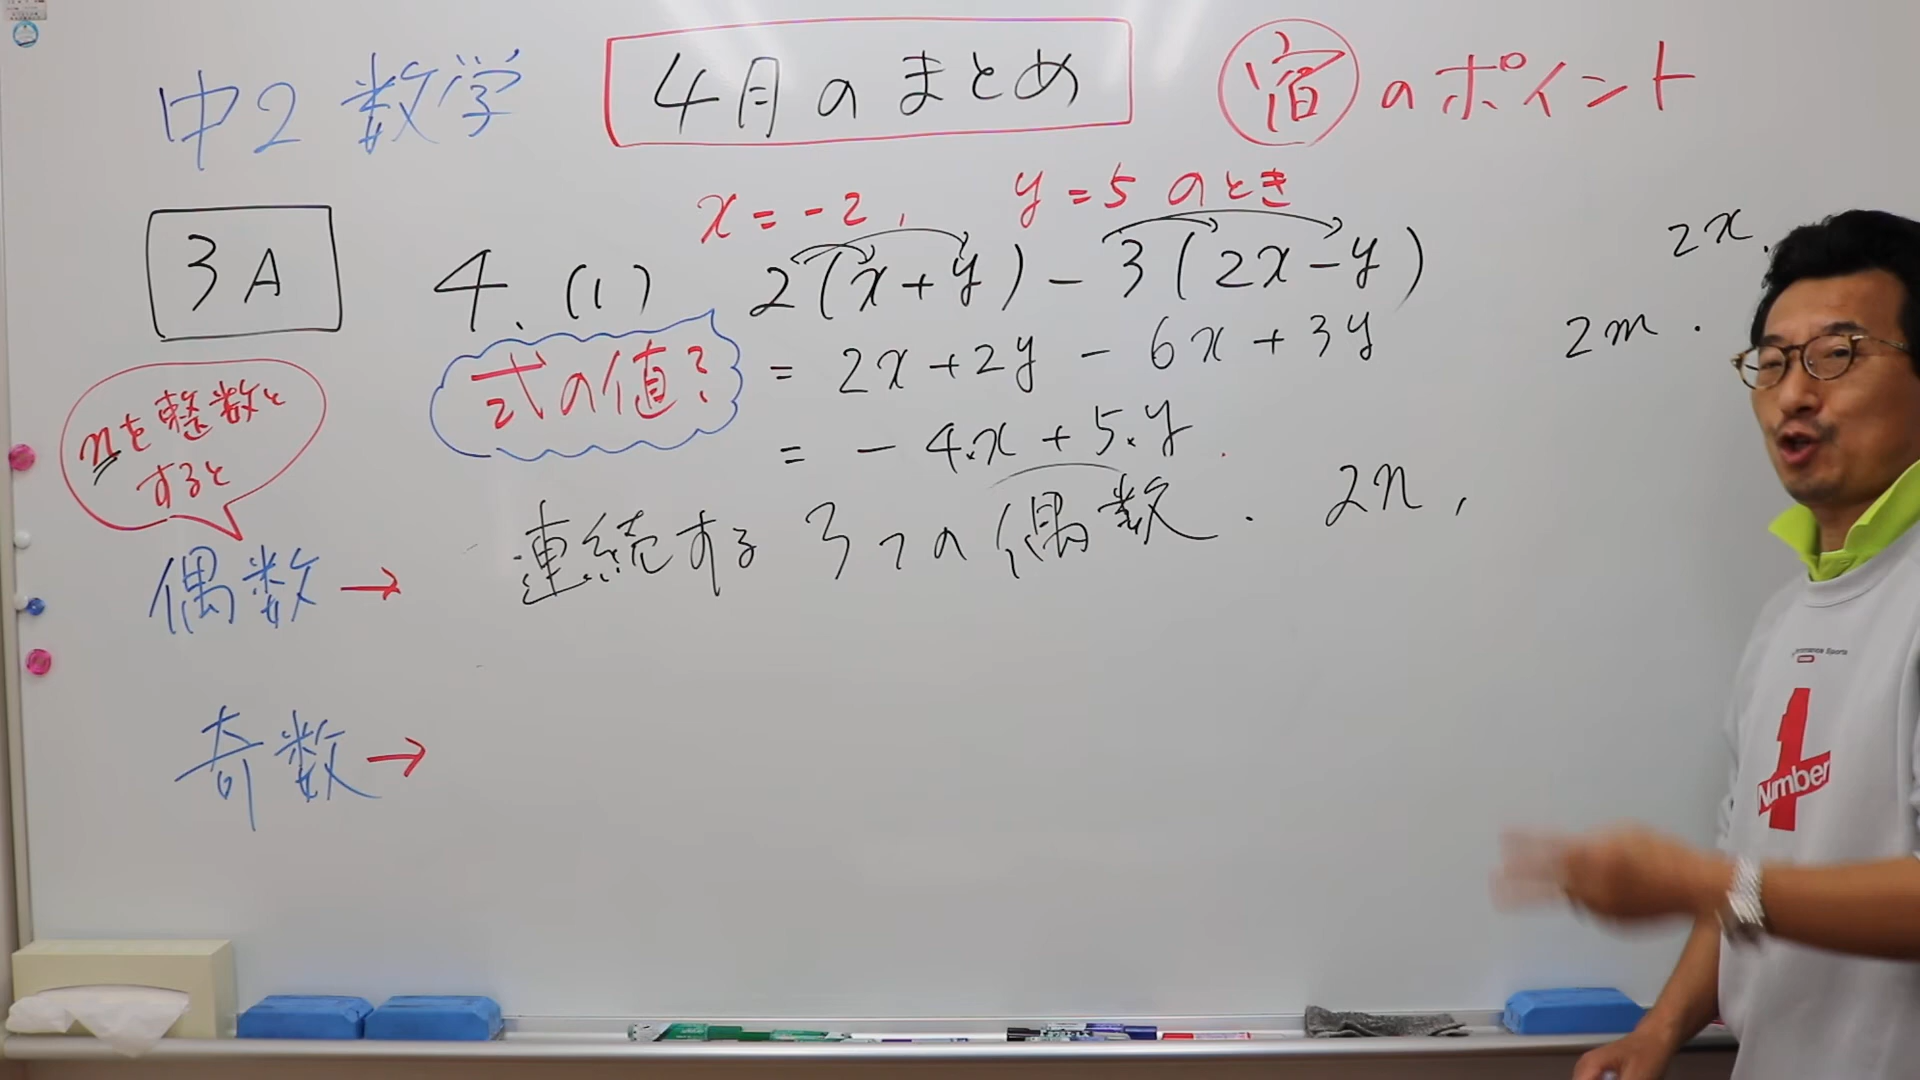 中2 数学
4月のまとめ
宿のポイント
x = -2, y = 5 のとき
3A
4. (1) 2(x+y) - 3(2x-y)
2x.
= 2x + 2y - 6x + 3y
2m.
式の値?
= - 4x + 5y
nを整数と
すると
連続する 3つの偶数. 2n,
偶数 →
奇数 →
Number